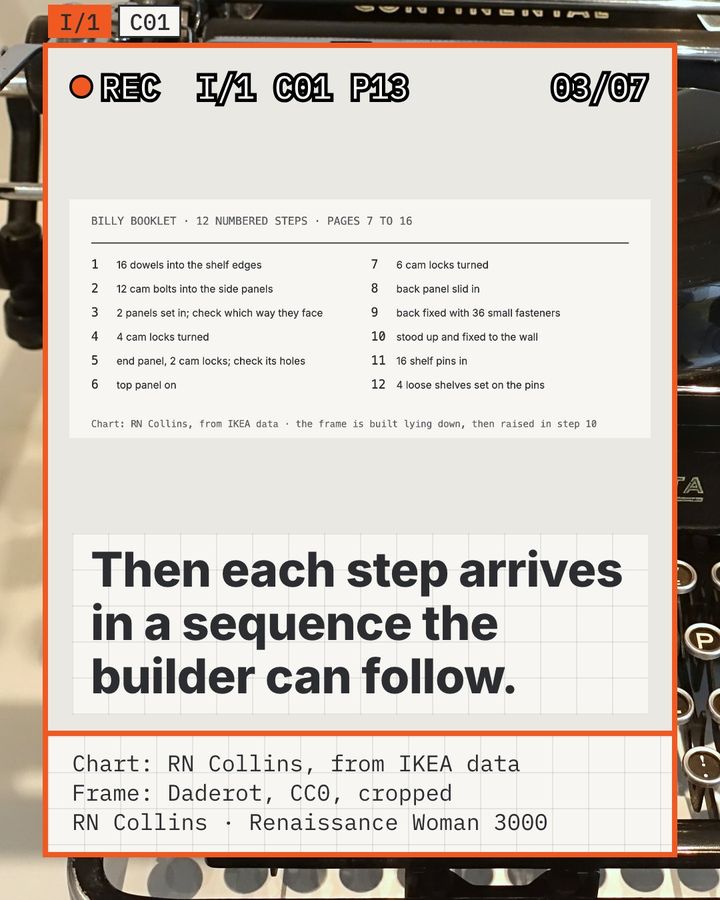 CONTINENTAL
I/1 C01
REC I/1 C01 P13 03/07
BILLY BOOKLET · 12 NUMBERED STEPS · PAGES 7 TO 16
1 16 dowels into the shelf edges
2 12 cam bolts into the side panels
3 2 panels set in; check which way they face
4 4 cam locks turned
5 end panel, 2 cam locks; check its holes
6 top panel on
7 6 cam locks turned
8 back panel slid in
9 back fixed with 36 small fasteners
10 stood up and fixed to the wall
11 16 shelf pins in
12 4 loose shelves set on the pins
Chart: RN Collins, from IKEA data · the frame is built lying down, then raised in step 10
TA
Then each step arrives
in a sequence the
builder can follow.
P
Chart: RN Collins, from IKEA data
Frame: Daderot, CC0, cropped
RN Collins · Renaissance Woman 3000